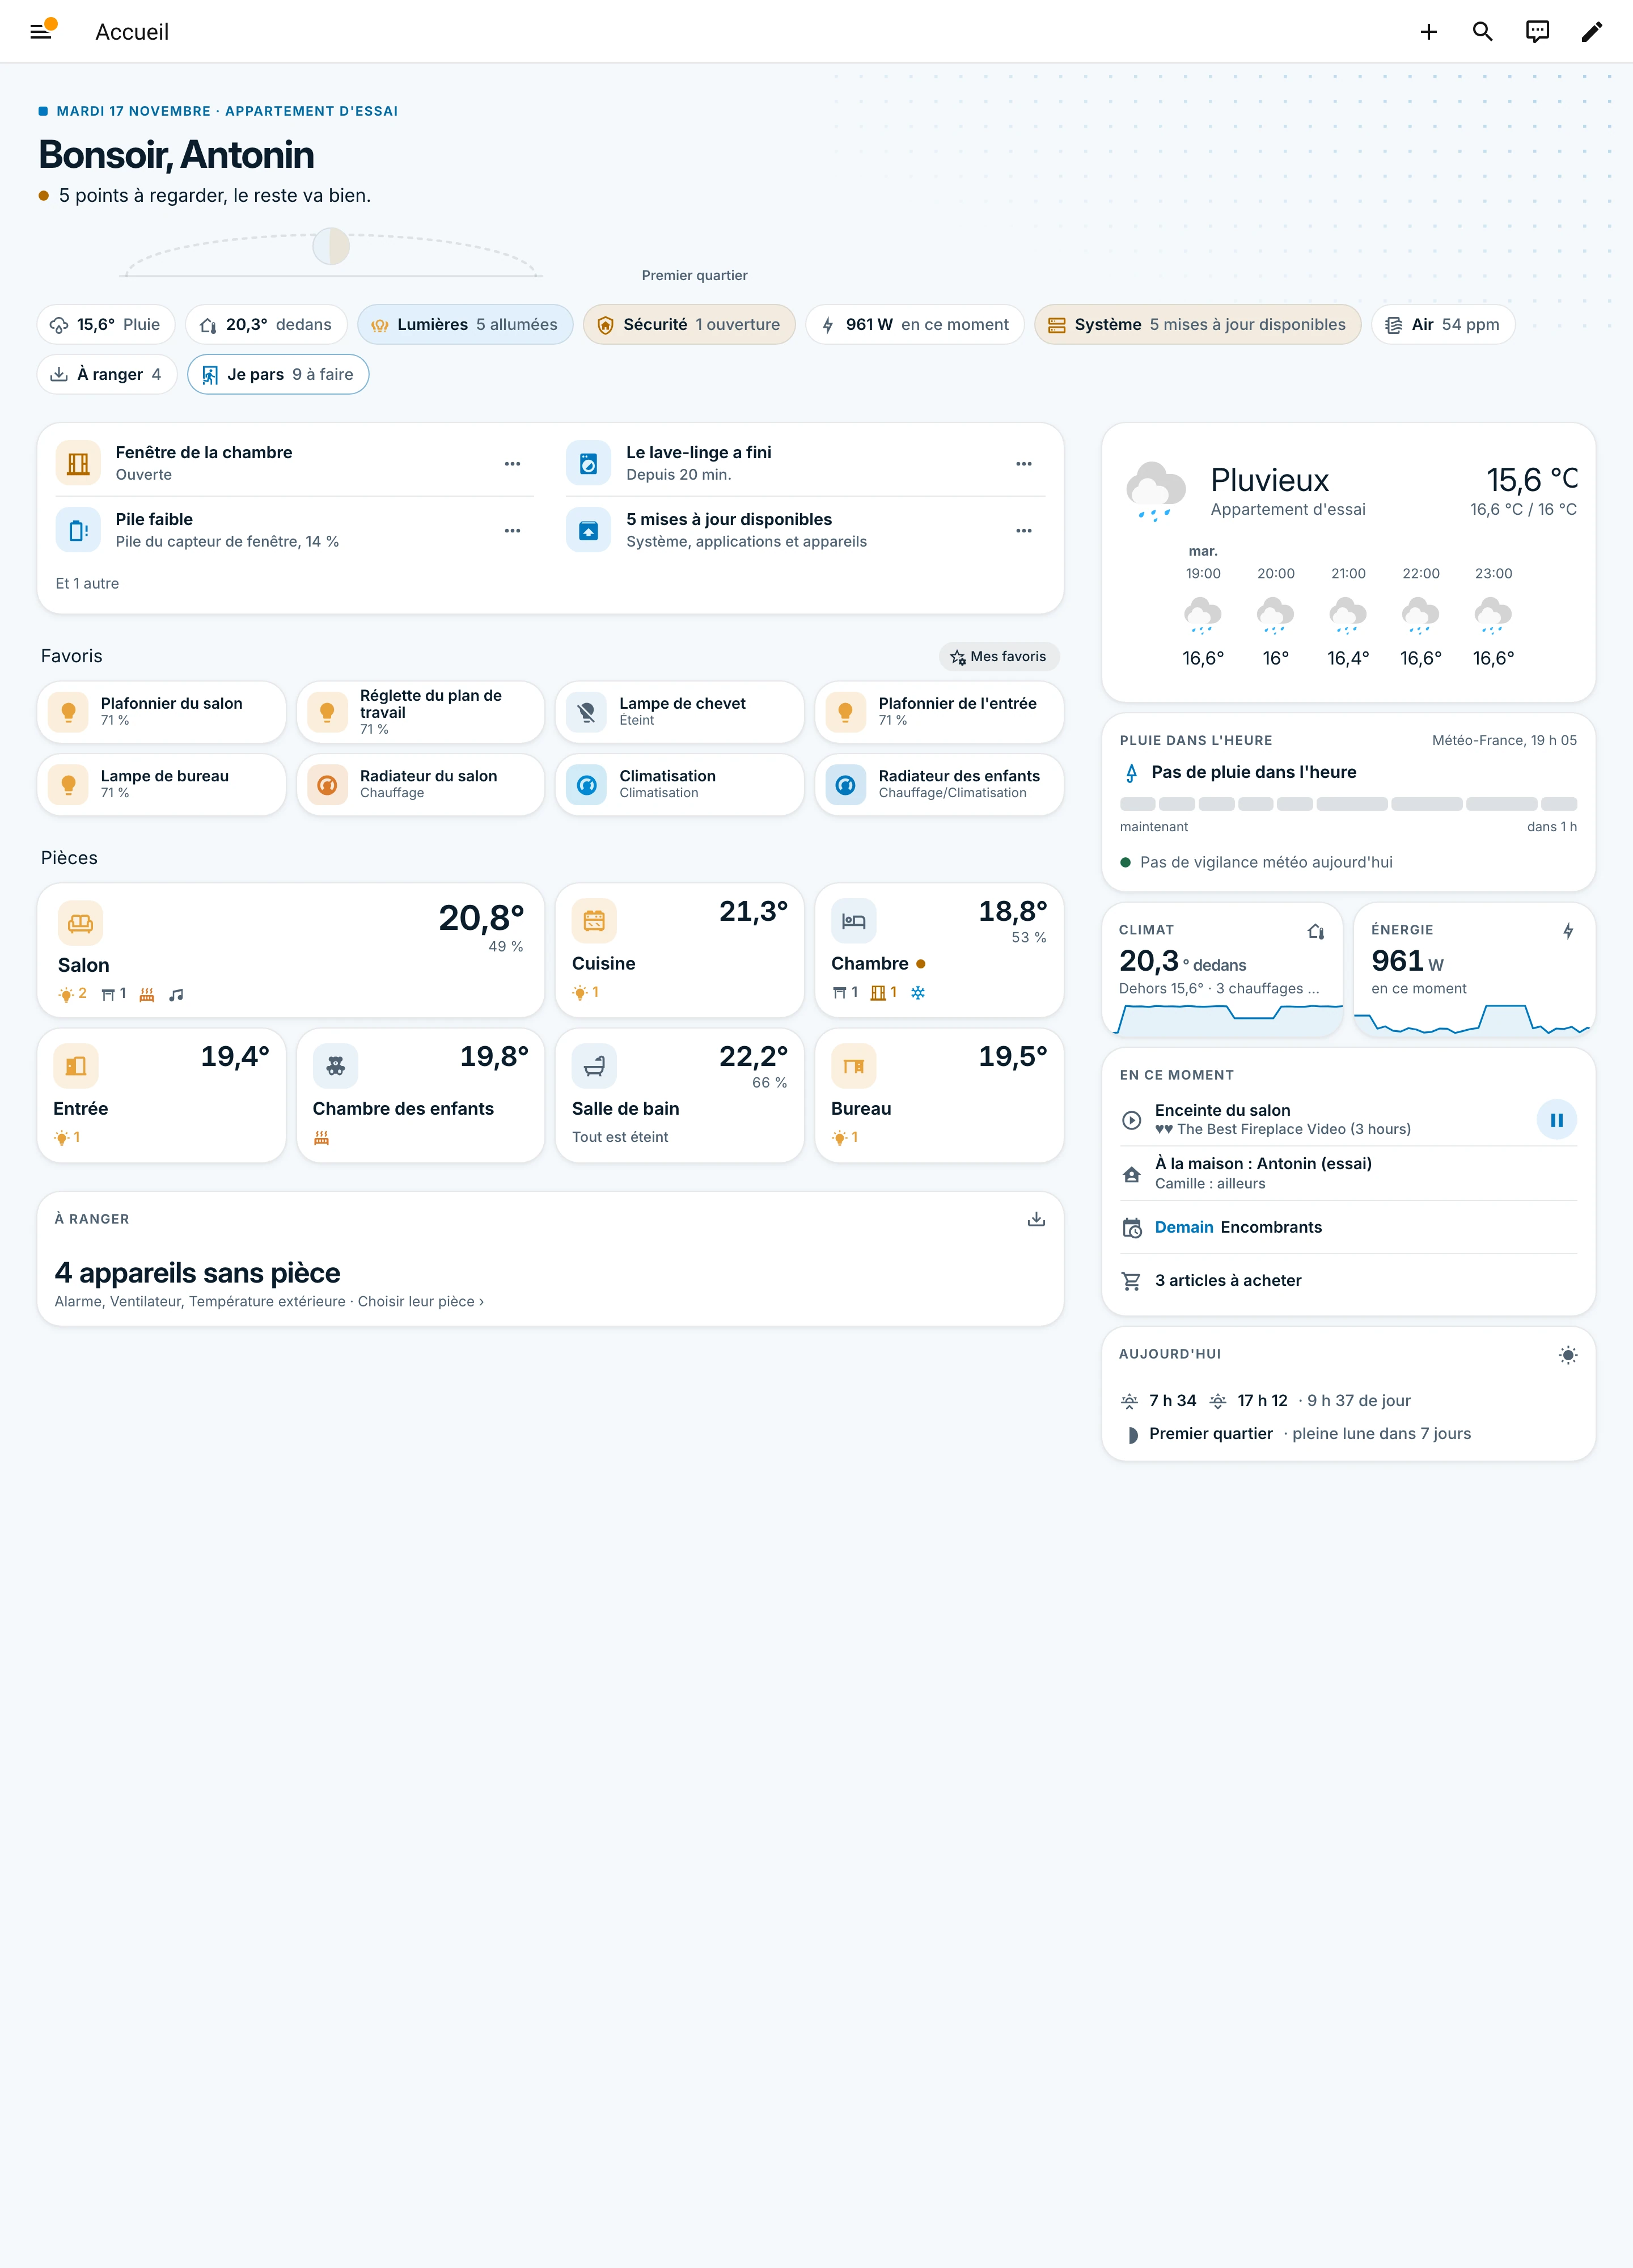 Accueil
MARDI 17 NOVEMBRE · APPARTEMENT D'ESSAI
Bonsoir, Antonin
5 points à regarder, le reste va bien.
Premier quartier
15,6° Pluie
20,3° dedans
Lumières 5 allumées
Sécurité 1 ouverture
961 W en ce moment
Système 5 mises à jour disponibles
Air 54 ppm
À ranger 4
Je pars 9 à faire
Fenêtre de la chambre
Ouverte
Le lave-linge a fini
Depuis 20 min.
Pile faible
Pile du capteur de fenêtre, 14 %
5 mises à jour disponibles
Système, applications et appareils
Et 1 autre
Favoris
Mes favoris
Plafonnier du salon
71 %
Réglette du plan de
travail
71 %
Lampe de chevet
Éteint
Plafonnier de l'entrée
71 %
Lampe de bureau
71 %
Radiateur du salon
Chauffage
Climatisation
Climatisation
Radiateur des enfants
Chauffage/Climatisation
Pièces
20,8°
49 %
Salon
2 1
21,3°
Cuisine
1
18,8°
53 %
Chambre
1 1
19,4°
Entrée
1
19,8°
Chambre des enfants
22,2°
66 %
Salle de bain
Tout est éteint
19,5°
Bureau
1
À RANGER
4 appareils sans pièce
Alarme, Ventilateur, Température extérieure · Choisir leur pièce ›
Pluvieux
Appartement d'essai
15,6 °C
16,6 °C / 16 °C
mar.
19:00 20:00 21:00 22:00 23:00
16,6° 16° 16,4° 16,6° 16,6°
PLUIE DANS L'HEURE
Météo-France, 19 h 05
Pas de pluie dans l'heure
maintenant
dans 1 h
Pas de vigilance météo aujourd'hui
CLIMAT
20,3 ° dedans
Dehors 15,6° · 3 chauffages ...
ÉNERGIE
961 W
en ce moment
EN CE MOMENT
Enceinte du salon
♥♥ The Best Fireplace Video (3 hours)
À la maison : Antonin (essai)
Camille : ailleurs
Demain Encombrants
3 articles à acheter
AUJOURD'HUI
7 h 34 17 h 12 · 9 h 37 de jour
Premier quartier · pleine lune dans 7 jours